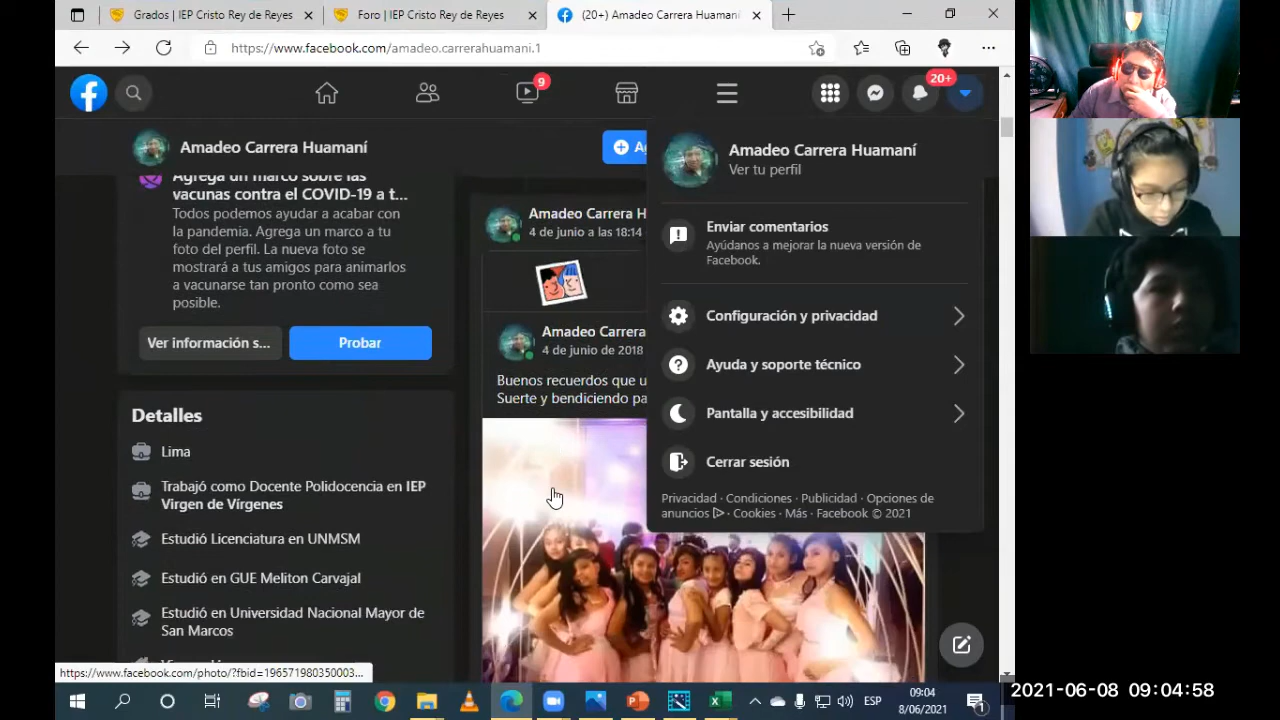 Grados | IEP Cristo Rey de Reyes
Foro | IEP Cristo Rey de Reyes
(20+) Amadeo Carrera Huamaní
https://www.facebook.com/amadeo.carrerahuamani.1
9
20+
Amadeo Carrera Huamaní
Agrega un marco sobre las
vacunas contra el COVID-19 a t...
Todos podemos ayudar a acabar con
la pandemia. Agrega un marco a tu
foto del perfil. La nueva foto se
mostrará a tus amigos para animarlos
a vacunarse tan pronto como sea
posible.
Ver información s...
Probar
Detalles
Lima
Trabajó como Docente Polidocencia en IEP
Virgen de Vírgenes
Estudió Licenciatura en UNMSM
Estudió en GUE Meliton Carvajal
Estudió en Universidad Nacional Mayor de
San Marcos
https://www.facebook.com/photo/?fbid=196571980350003...
Amadeo Carrera H
4 de junio a las 18:14
Amadeo Carrera
4 de junio de 2018
Buenos recuerdos que u
Suerte y bendiciendo pa
Amadeo Carrera Huamaní
Ver tu perfil
Enviar comentarios
Ayúdanos a mejorar la nueva versión de
Facebook.
Configuración y privacidad
Ayuda y soporte técnico
Pantalla y accesibilidad
Cerrar sesión
Privacidad · Condiciones · Publicidad · Opciones de
anuncios · Cookies · Más · Facebook © 2021
ESP
09:04
8/06/2021
1
2021-06-08 09:04:58